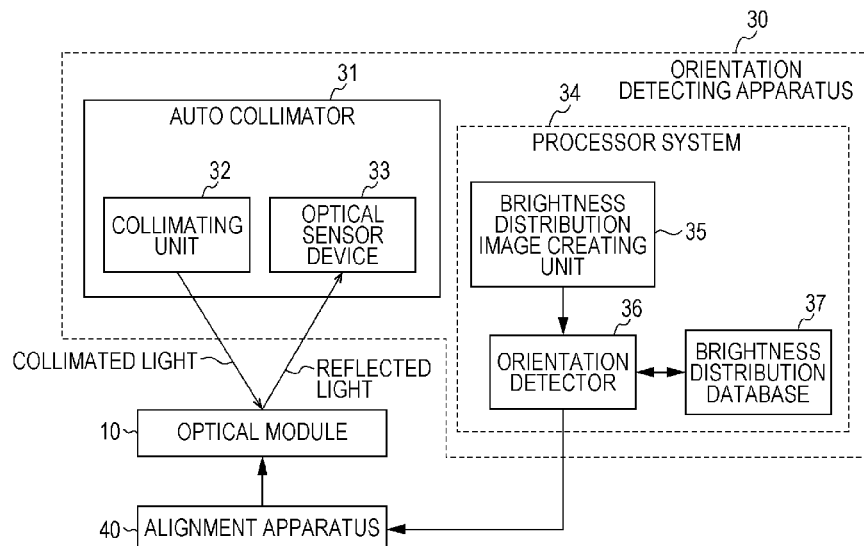 30
ORIENTATION
DETECTING APPARATUS
31
AUTO COLLIMATOR
34
PROCESSOR SYSTEM
32
COLLIMATING
UNIT
33
OPTICAL
SENSOR
DEVICE
BRIGHTNESS
DISTRIBUTION
IMAGE CREATING
UNIT
35
36
ORIENTATION
DETECTOR
37
BRIGHTNESS
DISTRIBUTION
DATABASE
COLLIMATED LIGHT
REFLECTED
LIGHT
10
OPTICAL MODULE
40
ALIGNMENT APPARATUS